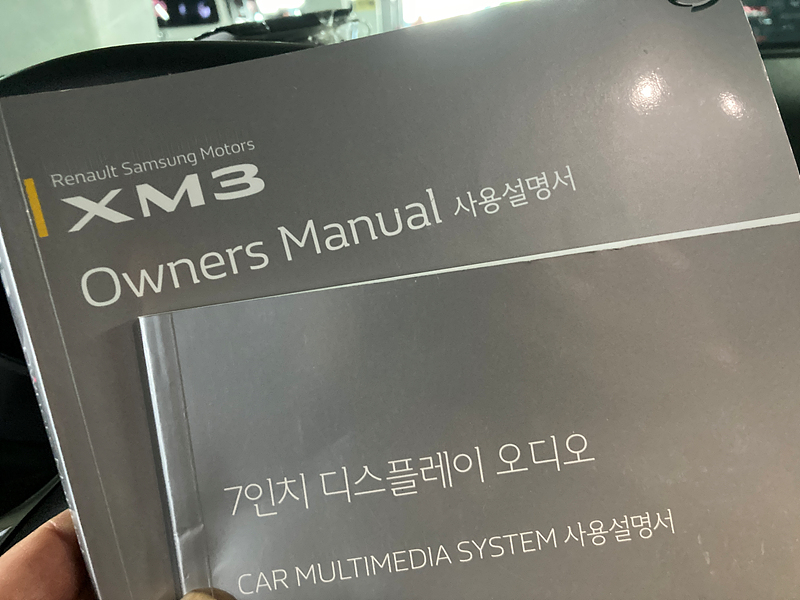 Renault Samsung Motors
XM3
Owners Manual 사용설명서
7인치 디스플레이 오디오
CAR MULTIMEDIA SYSTEM 사용설명서